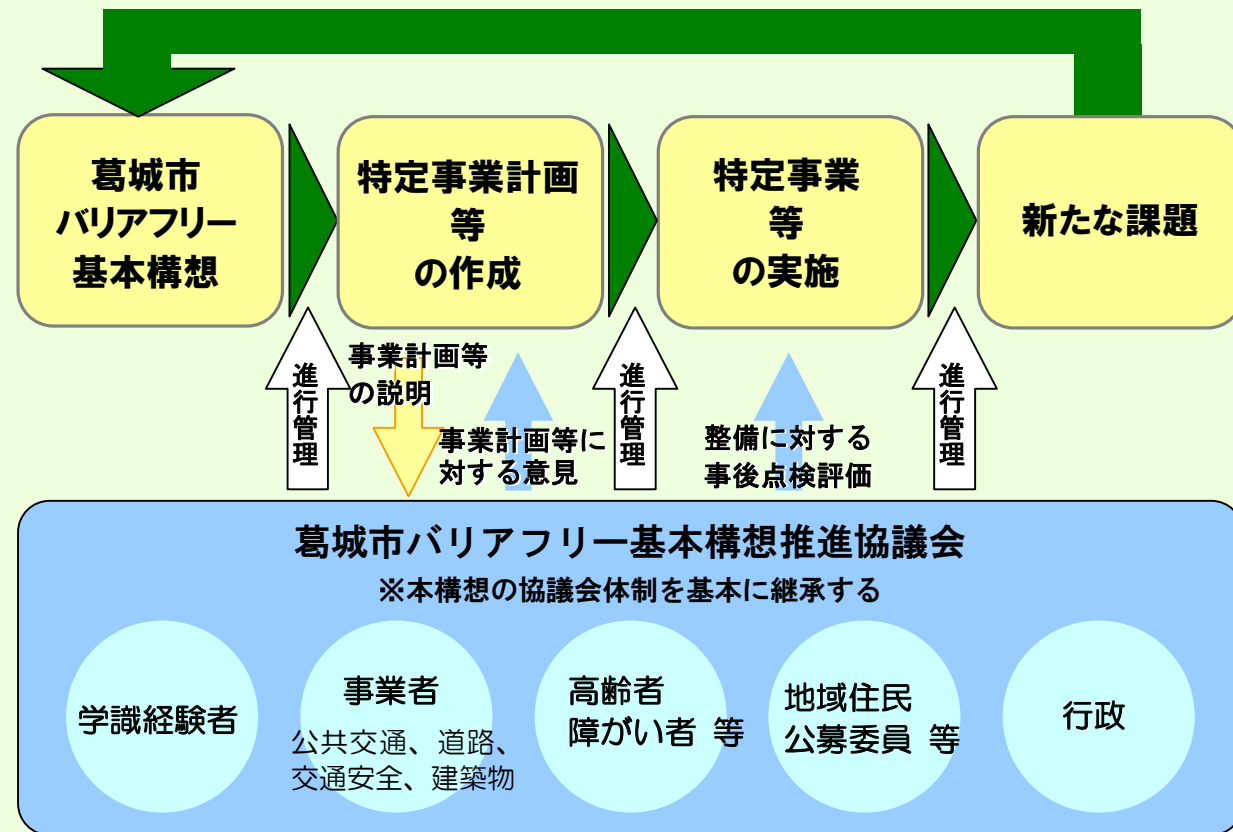 葛城市
バリアフリー
基本構想
特定事業計画
等
の作成
特定事業
等
の実施
新たな課題
進行管理
事業計画等
の説明
事業計画等に
対する意見
進行管理
整備に対する
事後点検評価
進行管理
葛城市バリアフリー基本構想推進協議会
※本構想の協議会体制を基本に継承する
学識経験者
事業者
公共交通、道路、
交通安全、建築物
高齢者
障がい者 等
地域住民
公募委員 等
行政